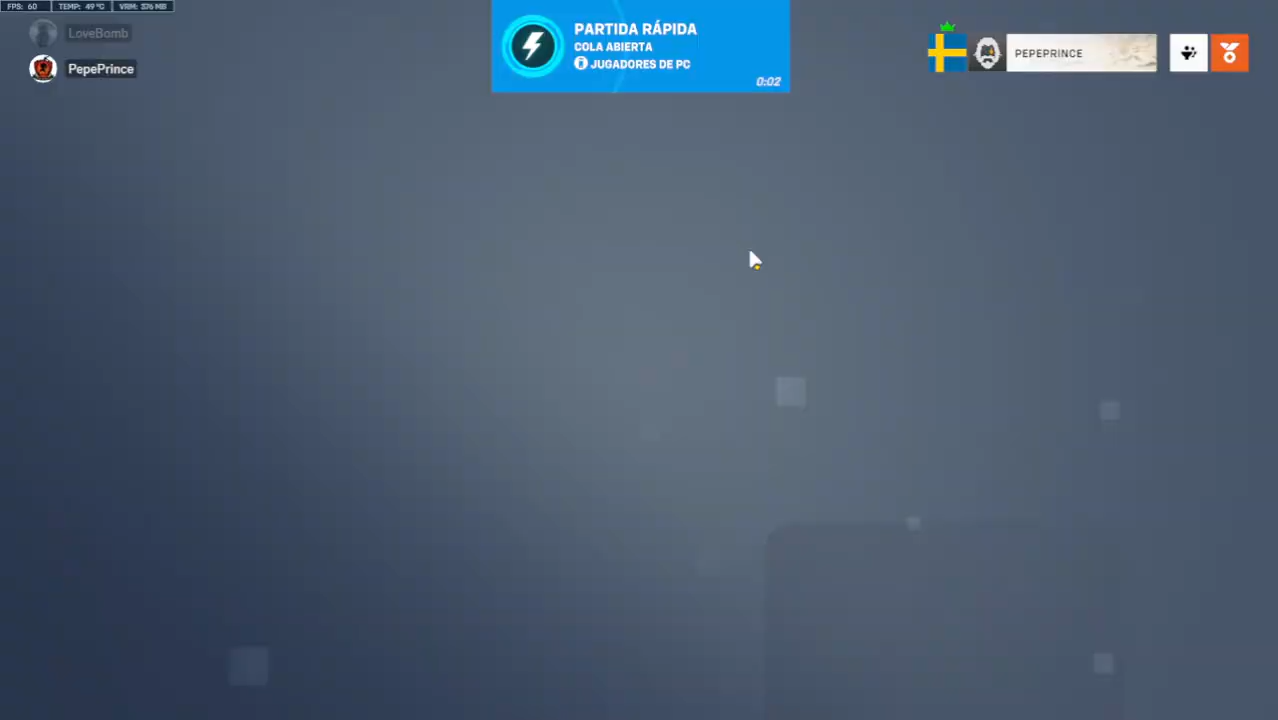 FPS: 60 TEMP: 49 ºC VRM: 376 MB
LoveBomb
PepePrince
PARTIDA RÁPIDA
COLA ABIERTA
JUGADORES DE PC
0:02
PEPEPRINCE